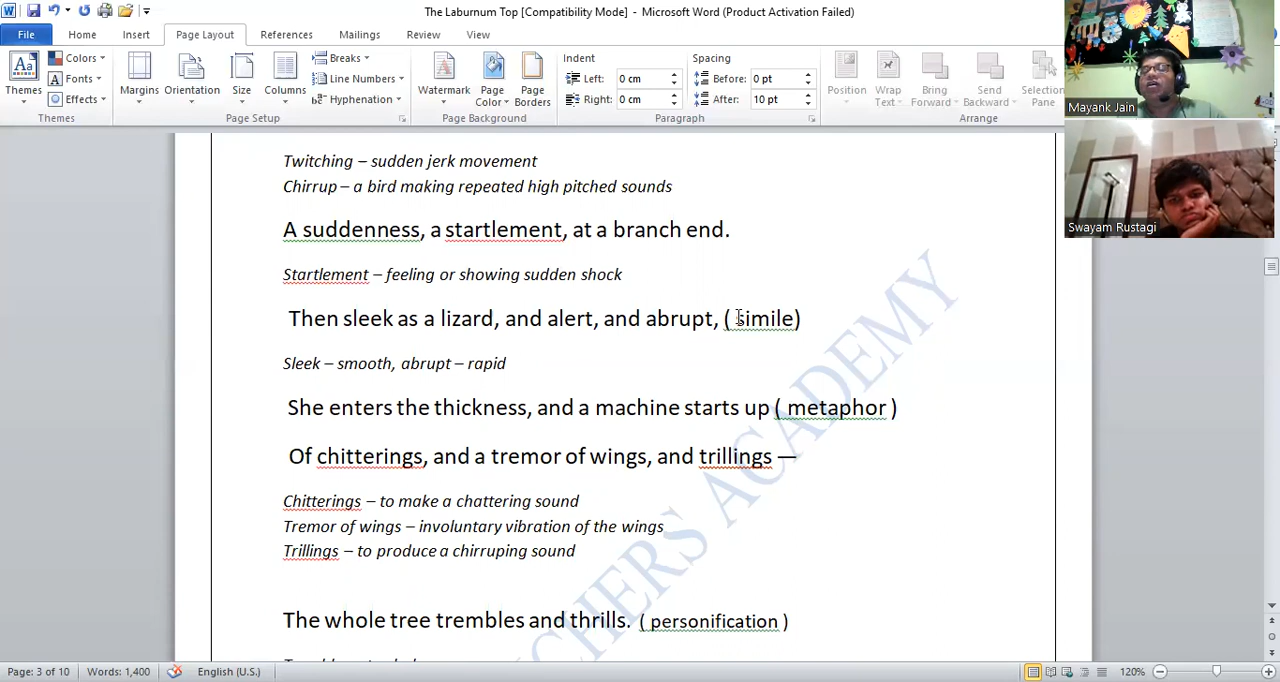 The Laburnum Top [Compatibility Mode] - Microsoft Word (Product Activation Failed)
File Home Insert Page Layout References Mailings Review View
Aa Themes Colors Fonts Effects Themes
Margins Orientation Size Columns Breaks Line Numbers Hyphenation Page Setup
Watermark Page Color Page Borders Page Background
Indent Left: 0 cm Right: 0 cm Spacing Before: 0 pt After: 10 pt Paragraph
Position Wrap Text Bring Forward Send Backward Selection Pane Arrange
Mayank Jain
Swayam Rustagi
Twitching – sudden jerk movement
Chirrup – a bird making repeated high pitched sounds
A suddenness, a startlement, at a branch end.
Startlement – feeling or showing sudden shock
Then sleek as a lizard, and alert, and abrupt, ( simile)
Sleek – smooth, abrupt – rapid
She enters the thickness, and a machine starts up ( metaphor )
Of chitterings, and a tremor of wings, and trillings —
Chitterings – to make a chattering sound
Tremor of wings – involuntary vibration of the wings
Trillings – to produce a chirruping sound
The whole tree trembles and thrills. ( personification )
CHERS ACADEMY
Page: 3 of 10 Words: 1,400 English (U.S.) 120%